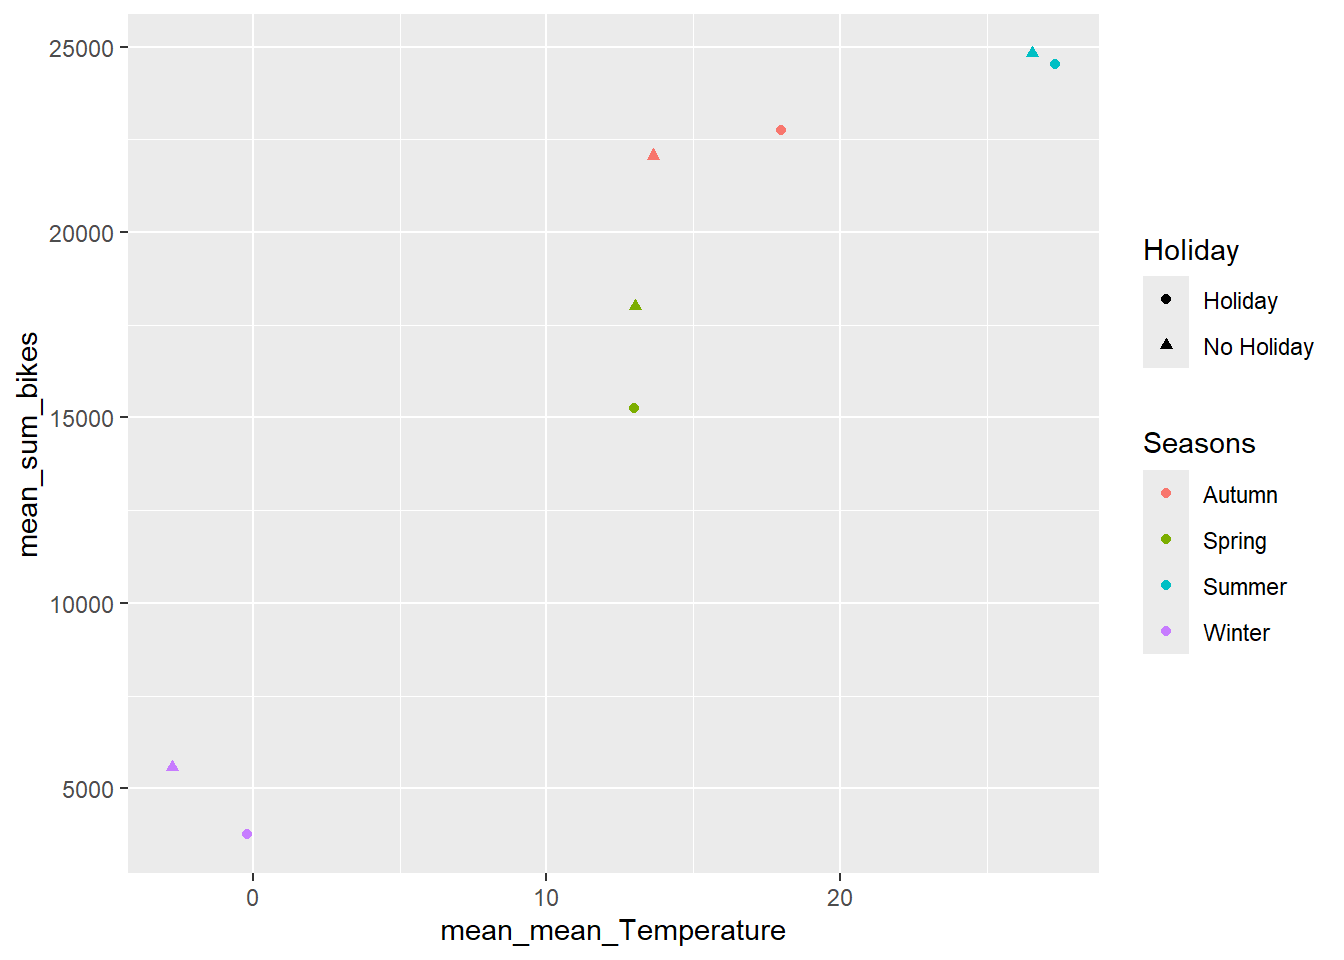 25000
20000
15000
10000
5000
mean_sum_bikes
0 10 20
mean_mean_Temperature
Holiday
Holiday
No Holiday
Seasons
Autumn
Spring
Summer
Winter